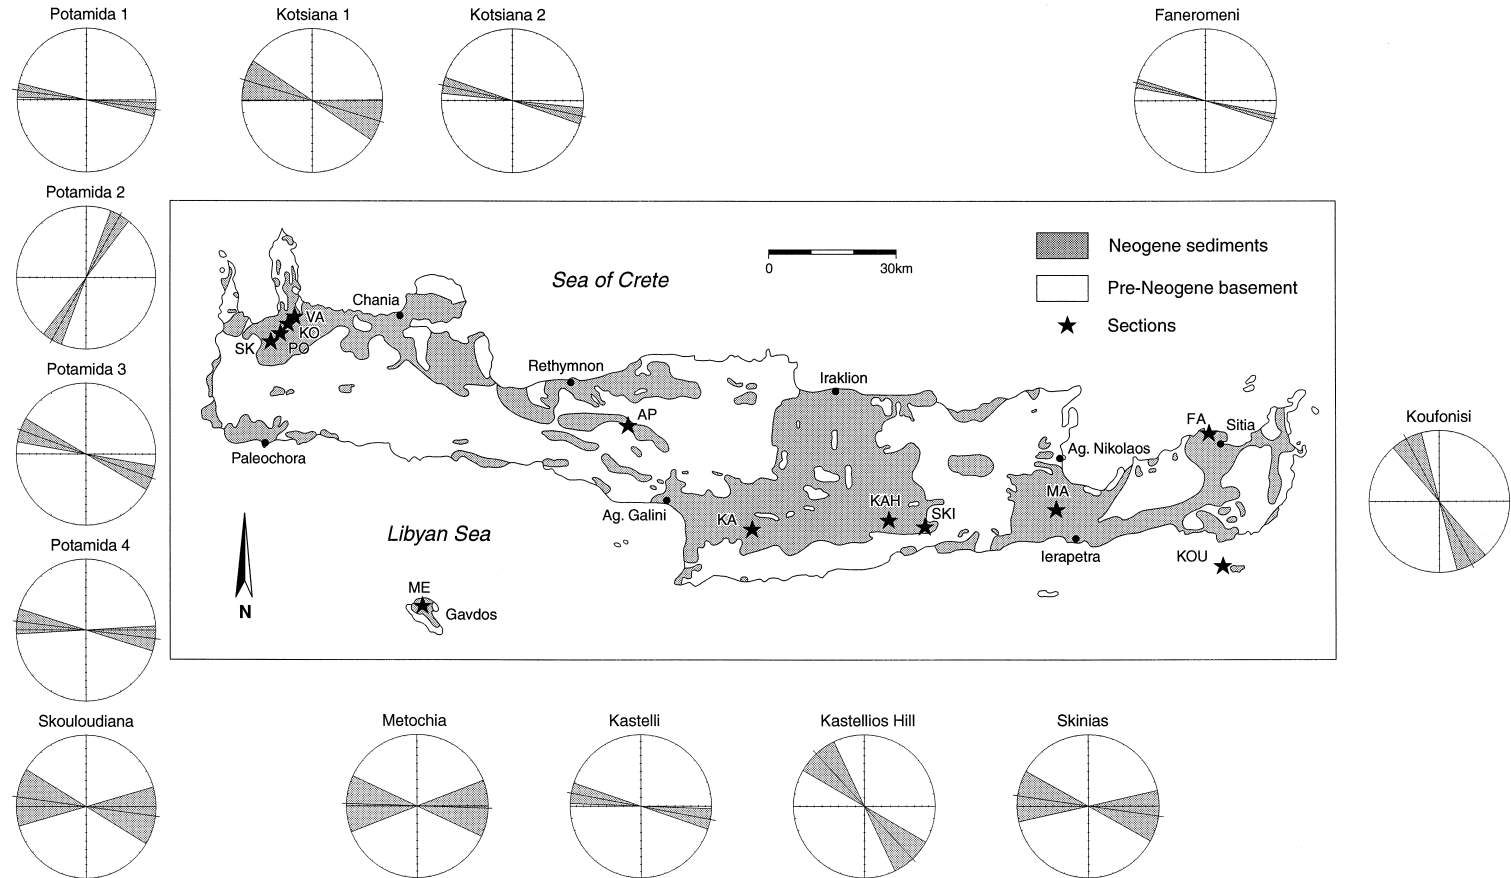 Potamida 1
Kotsiana 1
Kotsiana 2
Faneromeni
Potamida 2
Potamida 3
Potamida 4
Skouloudiana
Metochia
Kastelli
Kastellios Hill
Skinias
Koufonisi
Neogene sediments
Pre-Neogene basement
Sections
0
30km
Sea of Crete
Chania
VA
KO
PO
SK
Rethymnon
AP
Iraklion
FA
Sitia
Paleochora
Ag. Nikolaos
Ag. Galini
KA
KAH
SKI
MA
Ierapetra
KOU
Libyan Sea
N
ME
Gavdos